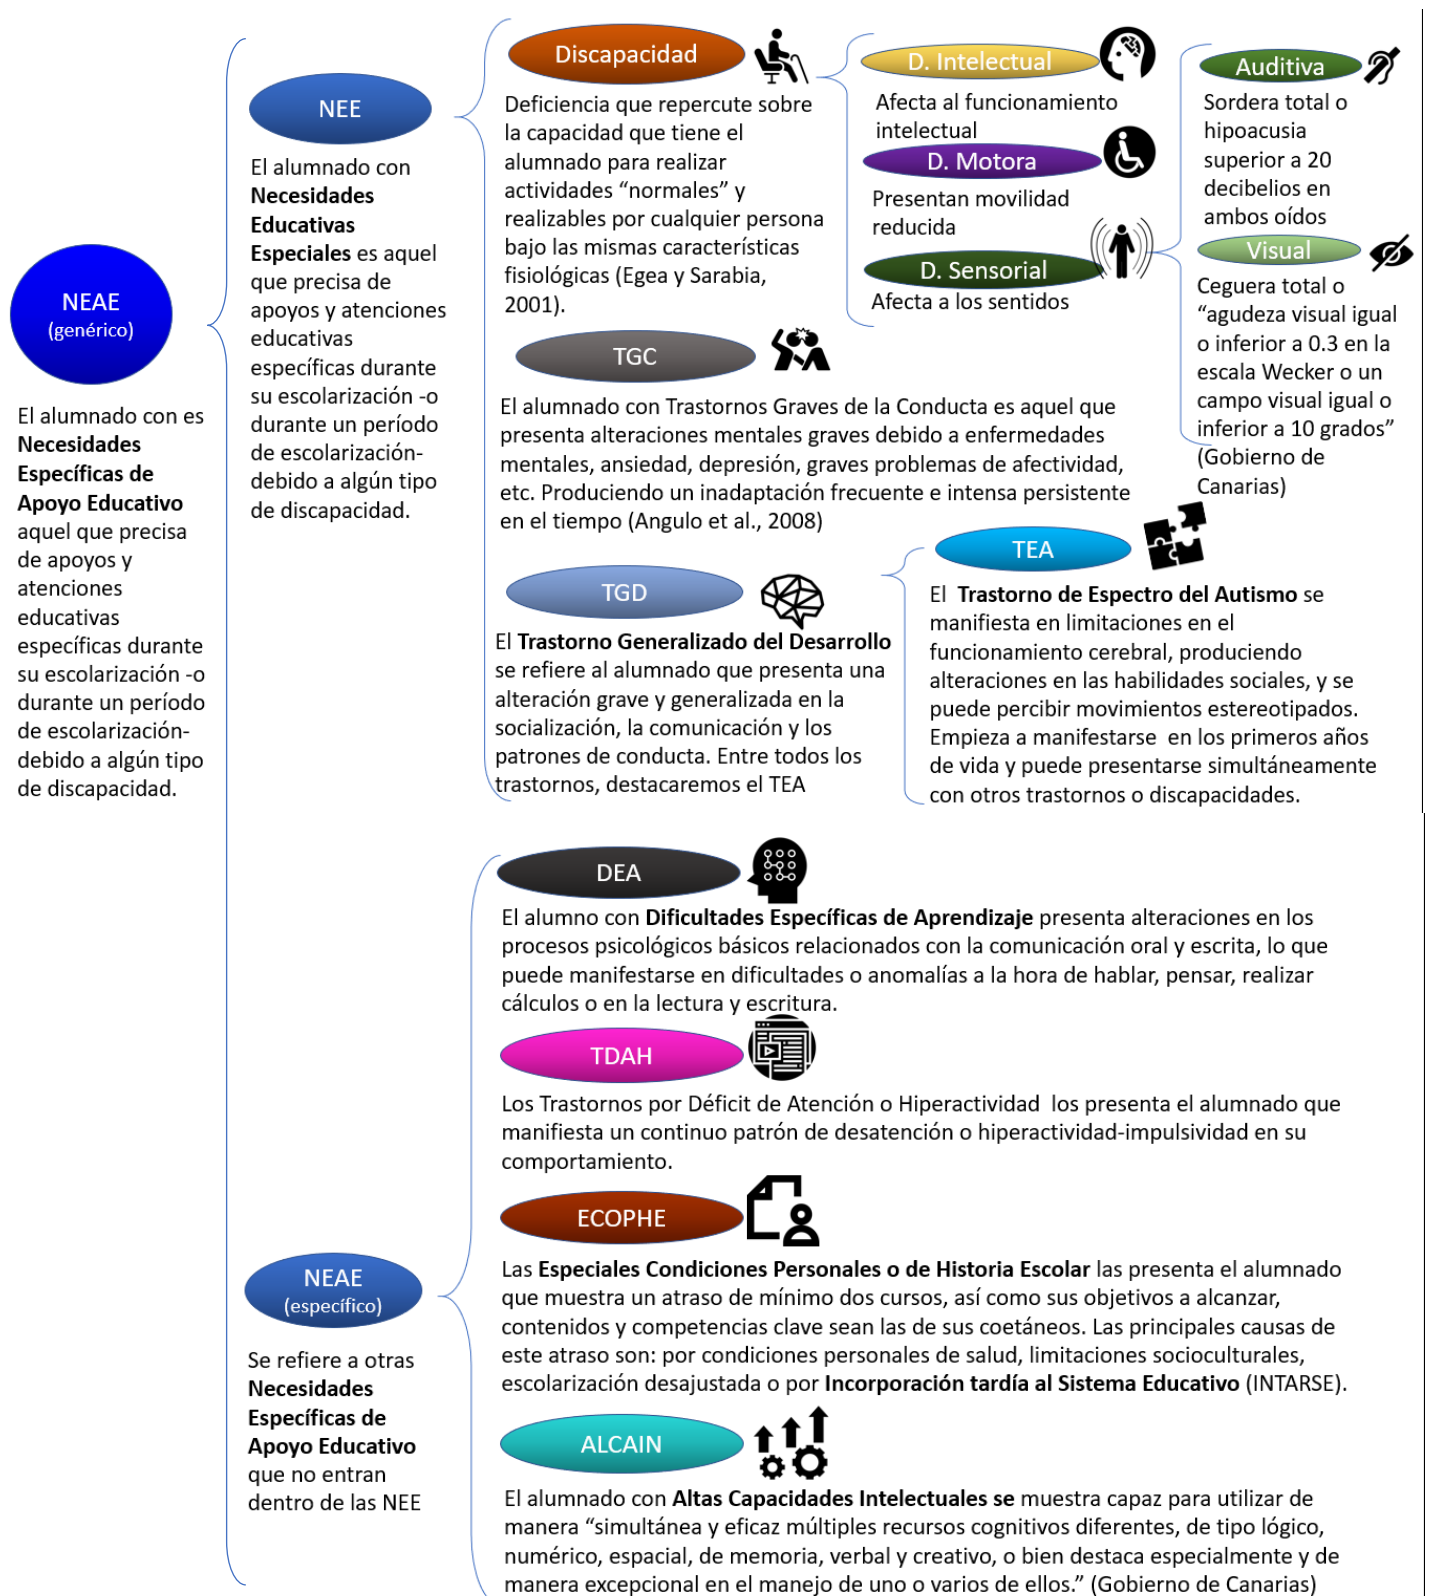 NEAE
(genérico)
El alumnado con es
Necesidades
Específicas de
Apoyo Educativo
aquel que precisa
de apoyos y
atenciones
educativas
específicas durante
su escolarización -o
durante un período
de escolarización-
debido a algún tipo
de discapacidad.
NEE
El alumnado con
Necesidades
Educativas
Especiales es aquel
que precisa de
apoyos y atenciones
educativas
específicas durante
su escolarización -o
durante un período
de escolarización-
debido a algún tipo
de discapacidad.
Discapacidad
Deficiencia que repercute sobre
la capacidad que tiene el
alumnado para realizar
actividades “normales” y
realizables por cualquier persona
bajo las mismas características
fisiológicas (Egea y Sarabia,
2001).
D. Intelectual
Afecta al funcionamiento
intelectual
D. Motora
Presentan movilidad
reducida
D. Sensorial
Afecta a los sentidos
Auditiva
Sordera total o
hipoacusia
superior a 20
decibelios en
ambos oídos
Visual
Ceguera total o
“agudeza visual igual
o inferior a 0.3 en la
escala Wecker o un
campo visual igual o
inferior a 10 grados”
(Gobierno de
Canarias)
TGC
El alumnado con Trastornos Graves de la Conducta es aquel que
presenta alteraciones mentales graves debido a enfermedades
mentales, ansiedad, depresión, graves problemas de afectividad,
etc. Produciendo un inadaptación frecuente e intensa persistente
en el tiempo (Angulo et al., 2008)
TGD
El Trastorno Generalizado del Desarrollo
se refiere al alumnado que presenta una
alteración grave y generalizada en la
socialización, la comunicación y los
patrones de conducta. Entre todos los
trastornos, destacaremos el TEA
TEA
El Trastorno de Espectro del Autismo se
manifiesta en limitaciones en el
funcionamiento cerebral, produciendo
alteraciones en las habilidades sociales, y se
puede percibir movimientos estereotipados.
Empieza a manifestarse en los primeros años
de vida y puede presentarse simultáneamente
con otros trastornos o discapacidades.
NEAE
(específico)
Se refiere a otras
Necesidades
Específicas de
Apoyo Educativo
que no entran
dentro de las NEE
DEA
El alumno con Dificultades Específicas de Aprendizaje presenta alteraciones en los
procesos psicológicos básicos relacionados con la comunicación oral y escrita, lo que
puede manifestarse en dificultades o anomalías a la hora de hablar, pensar, realizar
cálculos o en la lectura y escritura.
TDAH
Los Trastornos por Déficit de Atención o Hiperactividad los presenta el alumnado que
manifiesta un continuo patrón de desatención o hiperactividad-impulsividad en su
comportamiento.
ECOPHE
Las Especiales Condiciones Personales o de Historia Escolar las presenta el alumnado
que muestra un atraso de mínimo dos cursos, así como sus objetivos a alcanzar,
contenidos y competencias clave sean las de sus coetáneos. Las principales causas de
este atraso son: por condiciones personales de salud, limitaciones socioculturales,
escolarización desajustada o por Incorporación tardía al Sistema Educativo (INTARSE).
ALCAIN
El alumnado con Altas Capacidades Intelectuales se muestra capaz para utilizar de
manera “simultánea y eficaz múltiples recursos cognitivos diferentes, de tipo lógico,
numérico, espacial, de memoria, verbal y creativo, o bien destaca especialmente y de
manera excepcional en el manejo de uno o varios de ellos.” (Gobierno de Canarias)